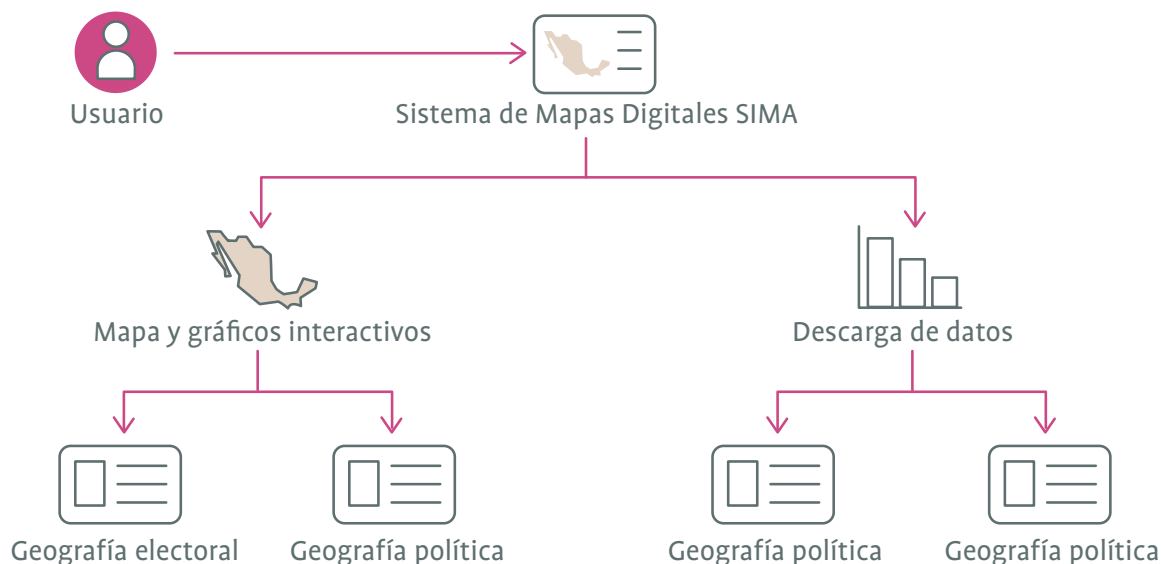 Usuario
Sistema de Mapas Digitales SIMA
Mapa y gráficos interactivos
Descarga de datos
Geografía electoral
Geografía política
Geografía política
Geografía política